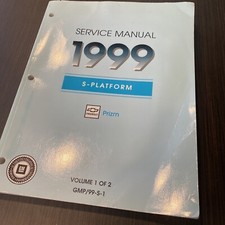 SERVICE MANUAL
1999
S-PLATFORM
Prizm
VOLUME 1 OF 2
GMP/99-S-1